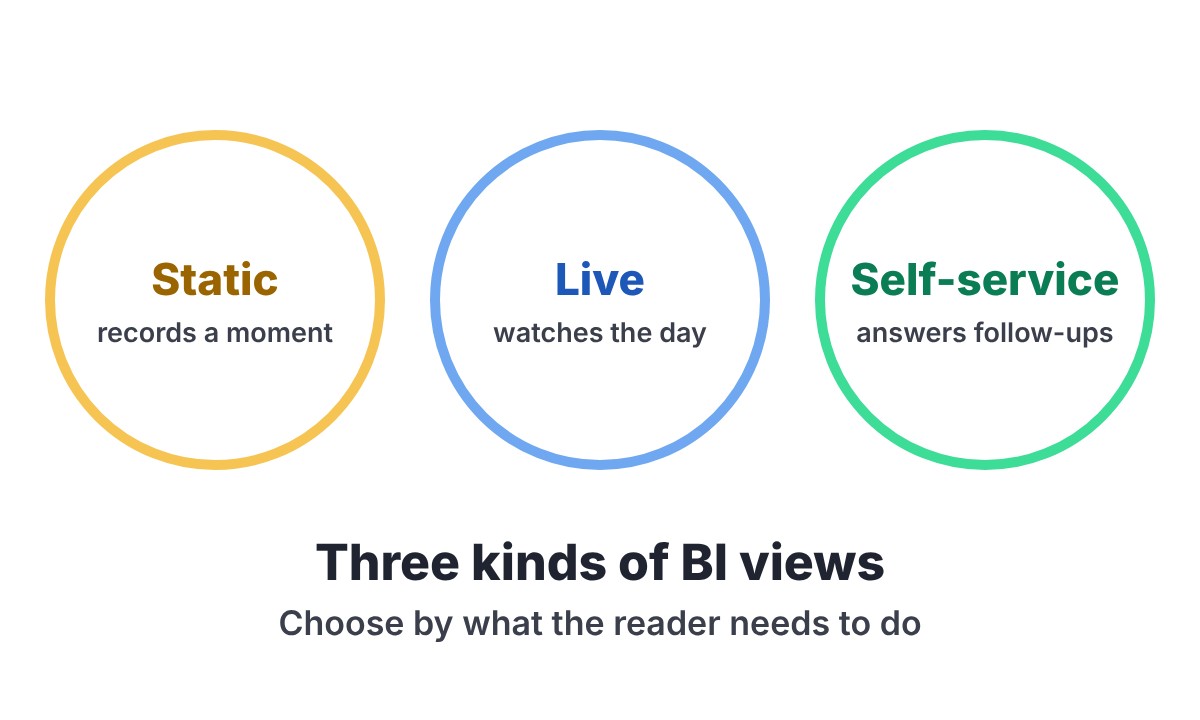 Static
records a moment
Live
watches the day
Self-service
answers follow-ups
Three kinds of BI views
Choose by what the reader needs to do